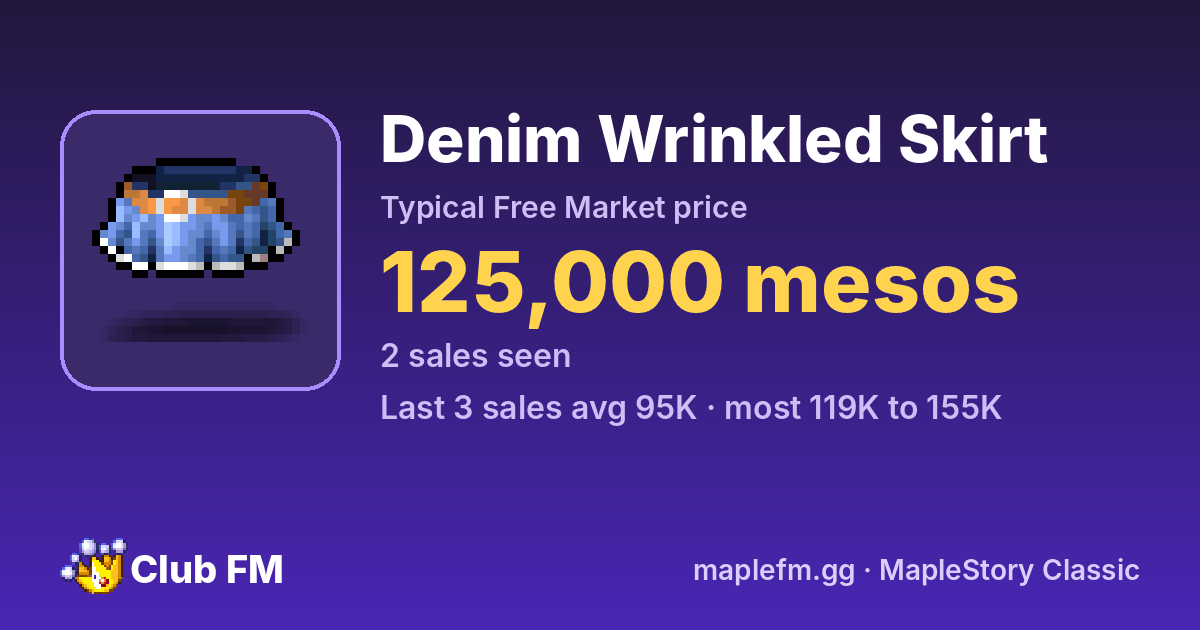 Denim Wrinkled Skirt
Typical Free Market price
125,000 mesos
2 sales seen
Last 3 sales avg 95K · most 119K to 155K
Club FM
maplefm.gg · MapleStory Classic